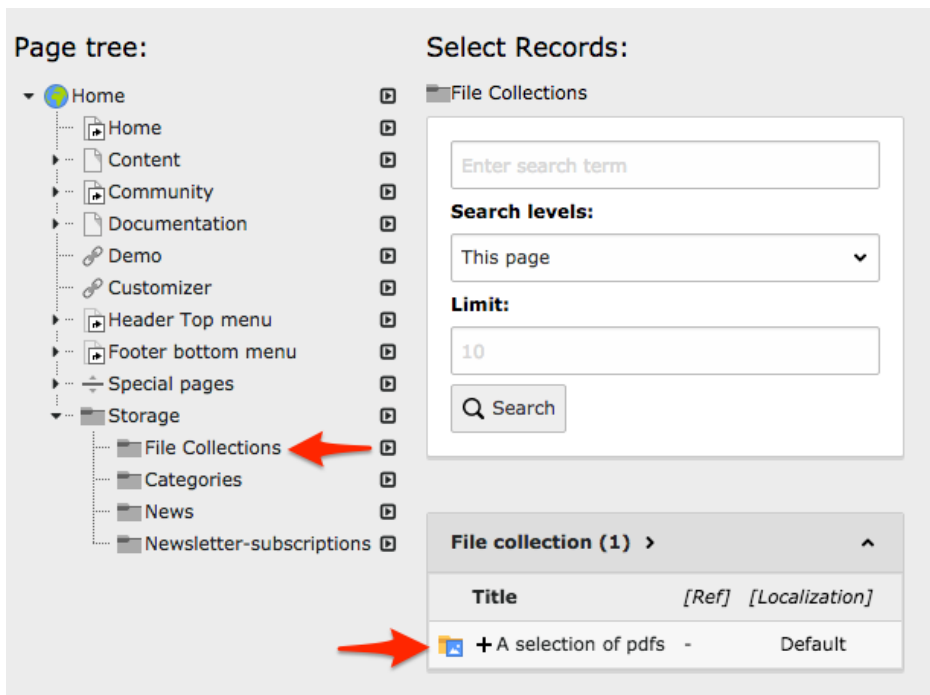 Page tree:
Home
Home
Content
Community
Documentation
Demo
Customizer
Header Top menu
Footer bottom menu
Special pages
Storage
File Collections
Categories
News
Newsletter-subscriptions
Select Records:
File Collections
Enter search term
Search levels:
This page
Limit:
10
Search
File collection (1)
Title [Ref] [Localization]
A selection of pdfs - Default